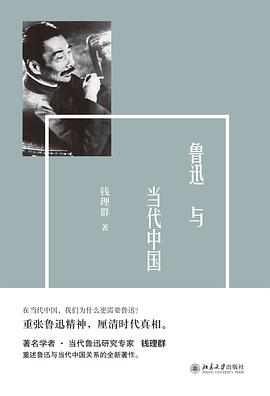 鲁迅 与
当代中国
钱理群 著
在当代中国，我们为什么更需要鲁迅？
重张鲁迅精神，厘清时代真相。
著名学者·当代鲁迅研究专家 钱理群
重述鲁迅与当代中国关系的全新著作。
北京大学出版社